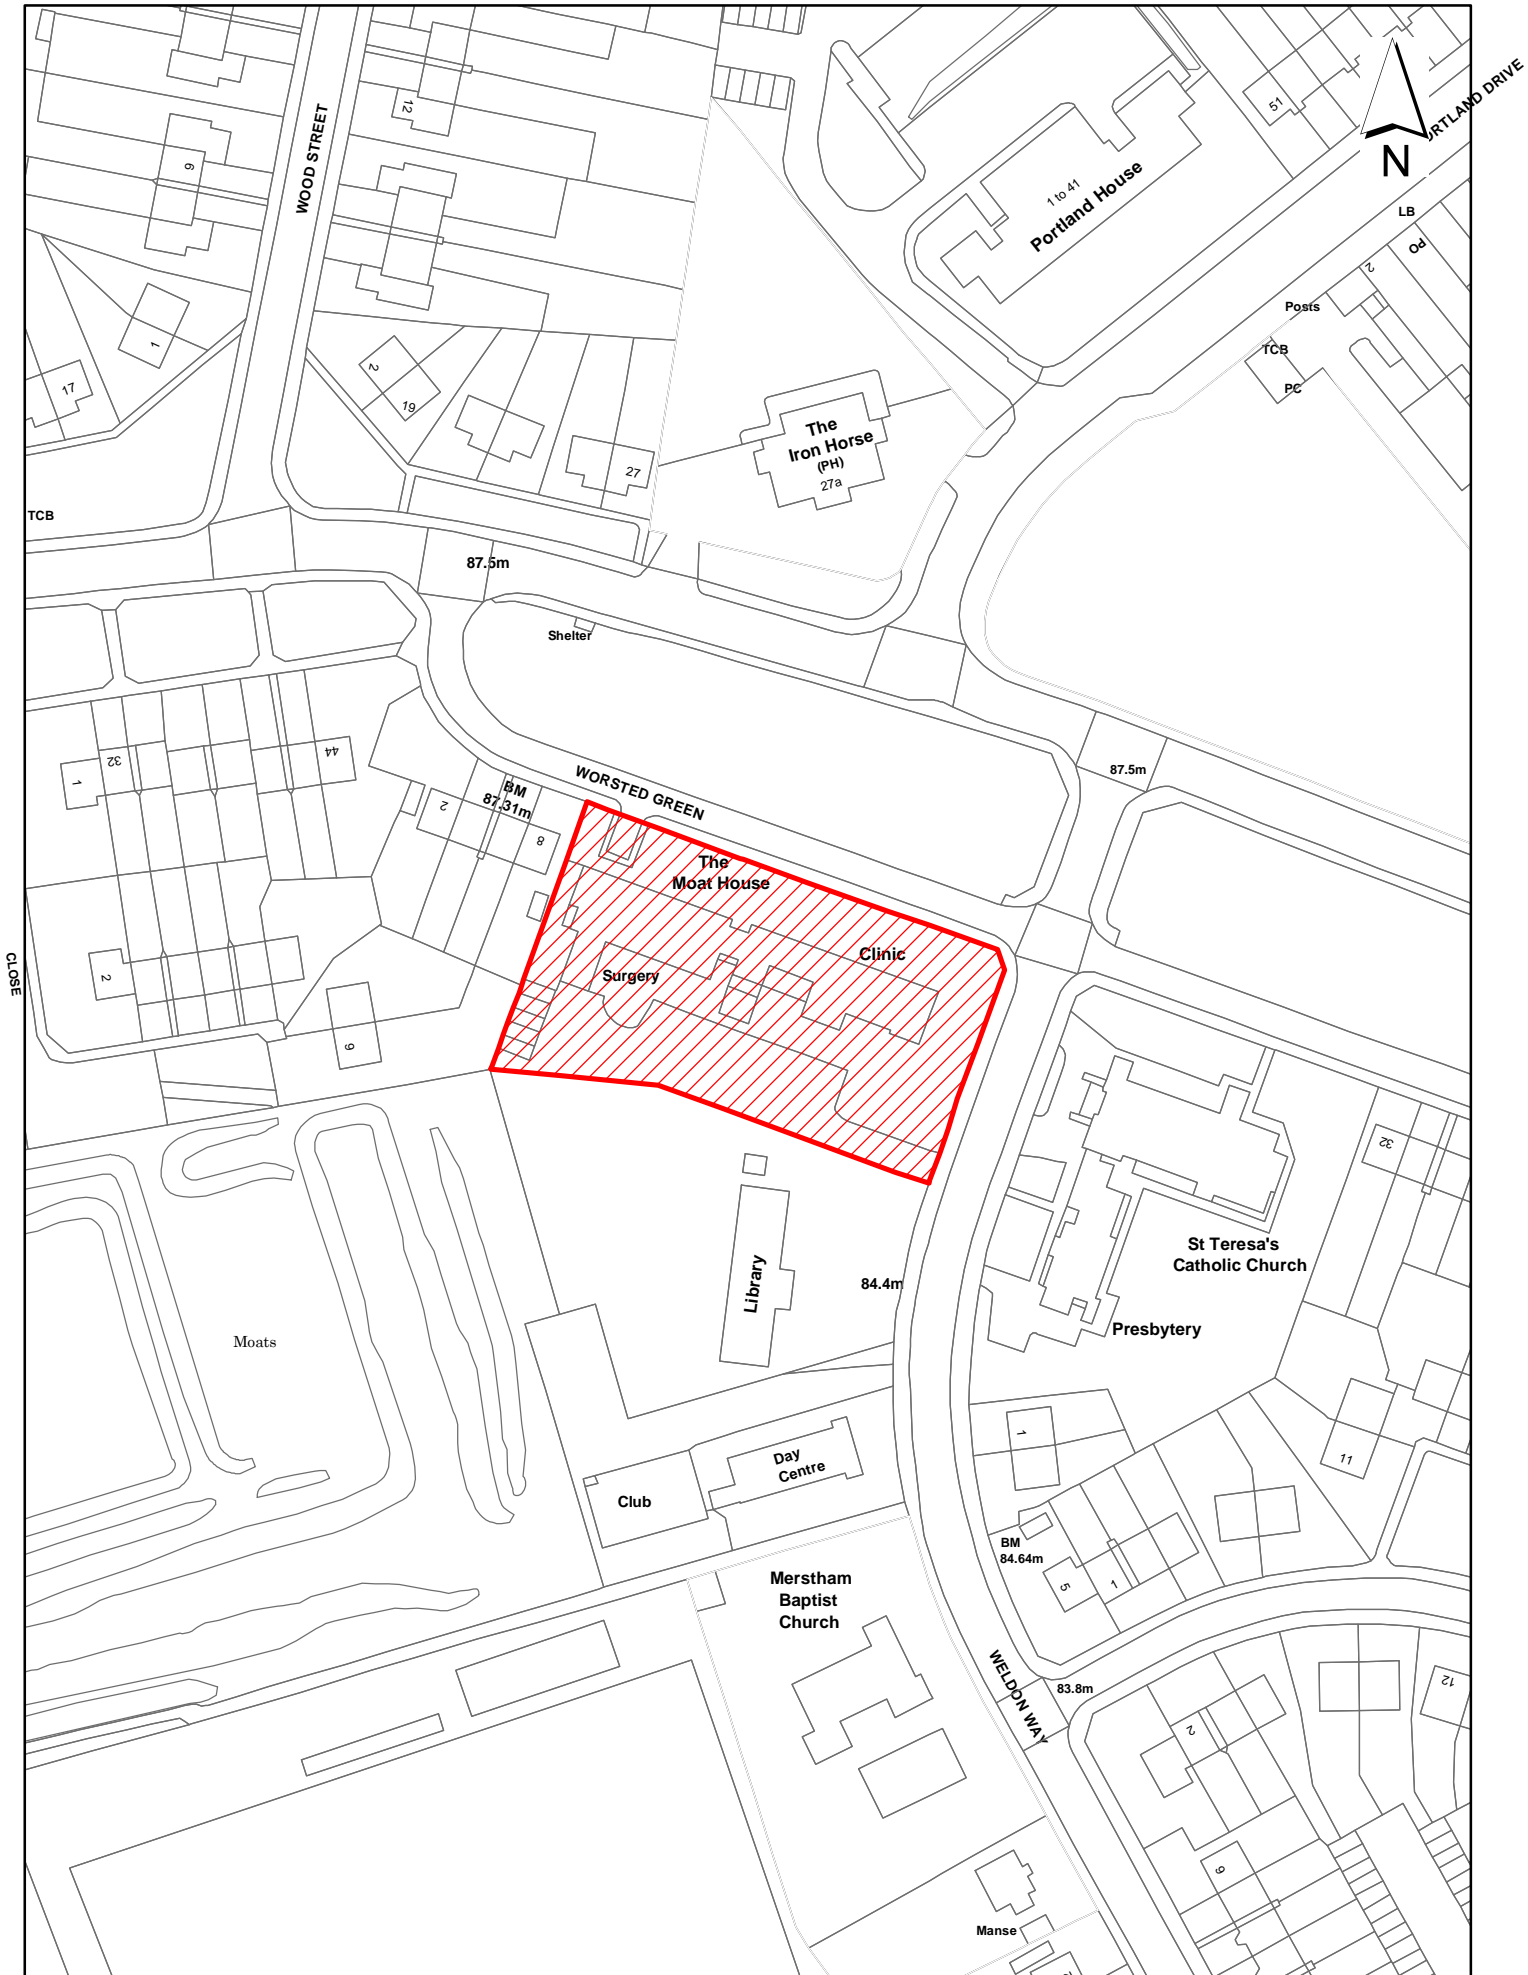 WOOD STREET
12
9
1
17
2
19
27
51
1 to 41
Portland House
N
LB
PO
2
Posts
TCB
PC
The
Iron Horse
(PH)
27a
TCB
87.5m
Shelter
WORSTED GREEN
87.5m
1
32
44
2
BM
87.31m
8
The
Moat House
Clinic
Surgery
CLOSE
2
9
32
St Teresa's
Catholic Church
Library
84.4m
Presbytery
Moats
1
11
Day
Centre
Club
BM
84.64m
5
1
Merstham
Baptist
Church
WELDON WAY
83.8m
2
12
9
Manse